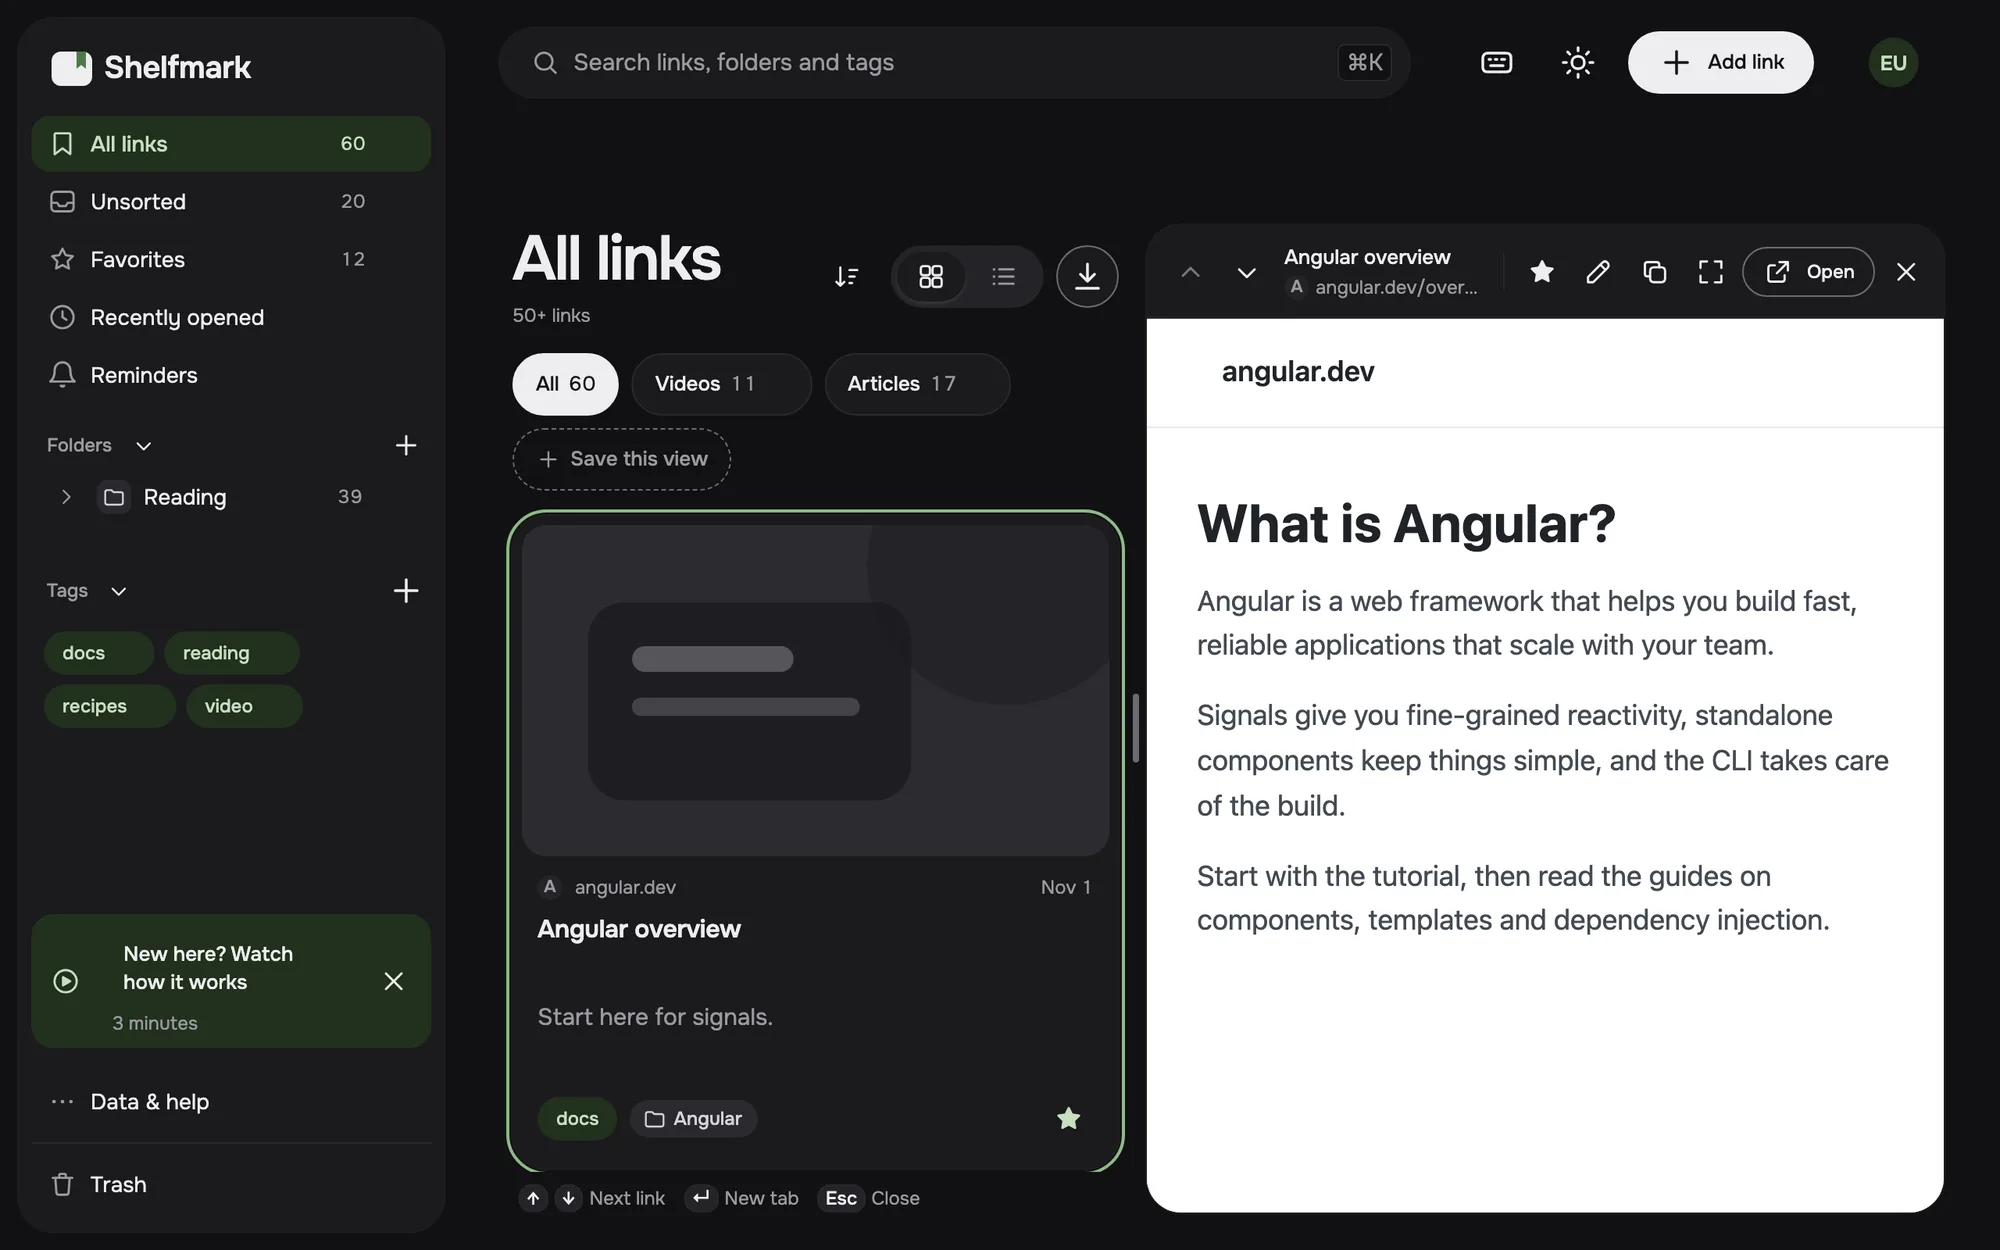 Shelfmark
All links 60
Unsorted 20
Favorites 12
Recently opened
Reminders
Folders
Reading 39
Tags
docs
reading
recipes
video
New here? Watch
how it works
3 minutes
Data & help
Trash
Search links, folders and tags
⌘K
Add link
EU
All links
50+ links
All 60
Videos 11
Articles 17
Save this view
A angular.dev
Nov 1
Angular overview
Start here for signals.
docs
Angular
Next link
New tab
Esc Close
Angular overview
A angular.dev/over...
Open
angular.dev
What is Angular?
Angular is a web framework that helps you build fast,
reliable applications that scale with your team.
Signals give you fine-grained reactivity, standalone
components keep things simple, and the CLI takes care
of the build.
Start with the tutorial, then read the guides on
components, templates and dependency injection.